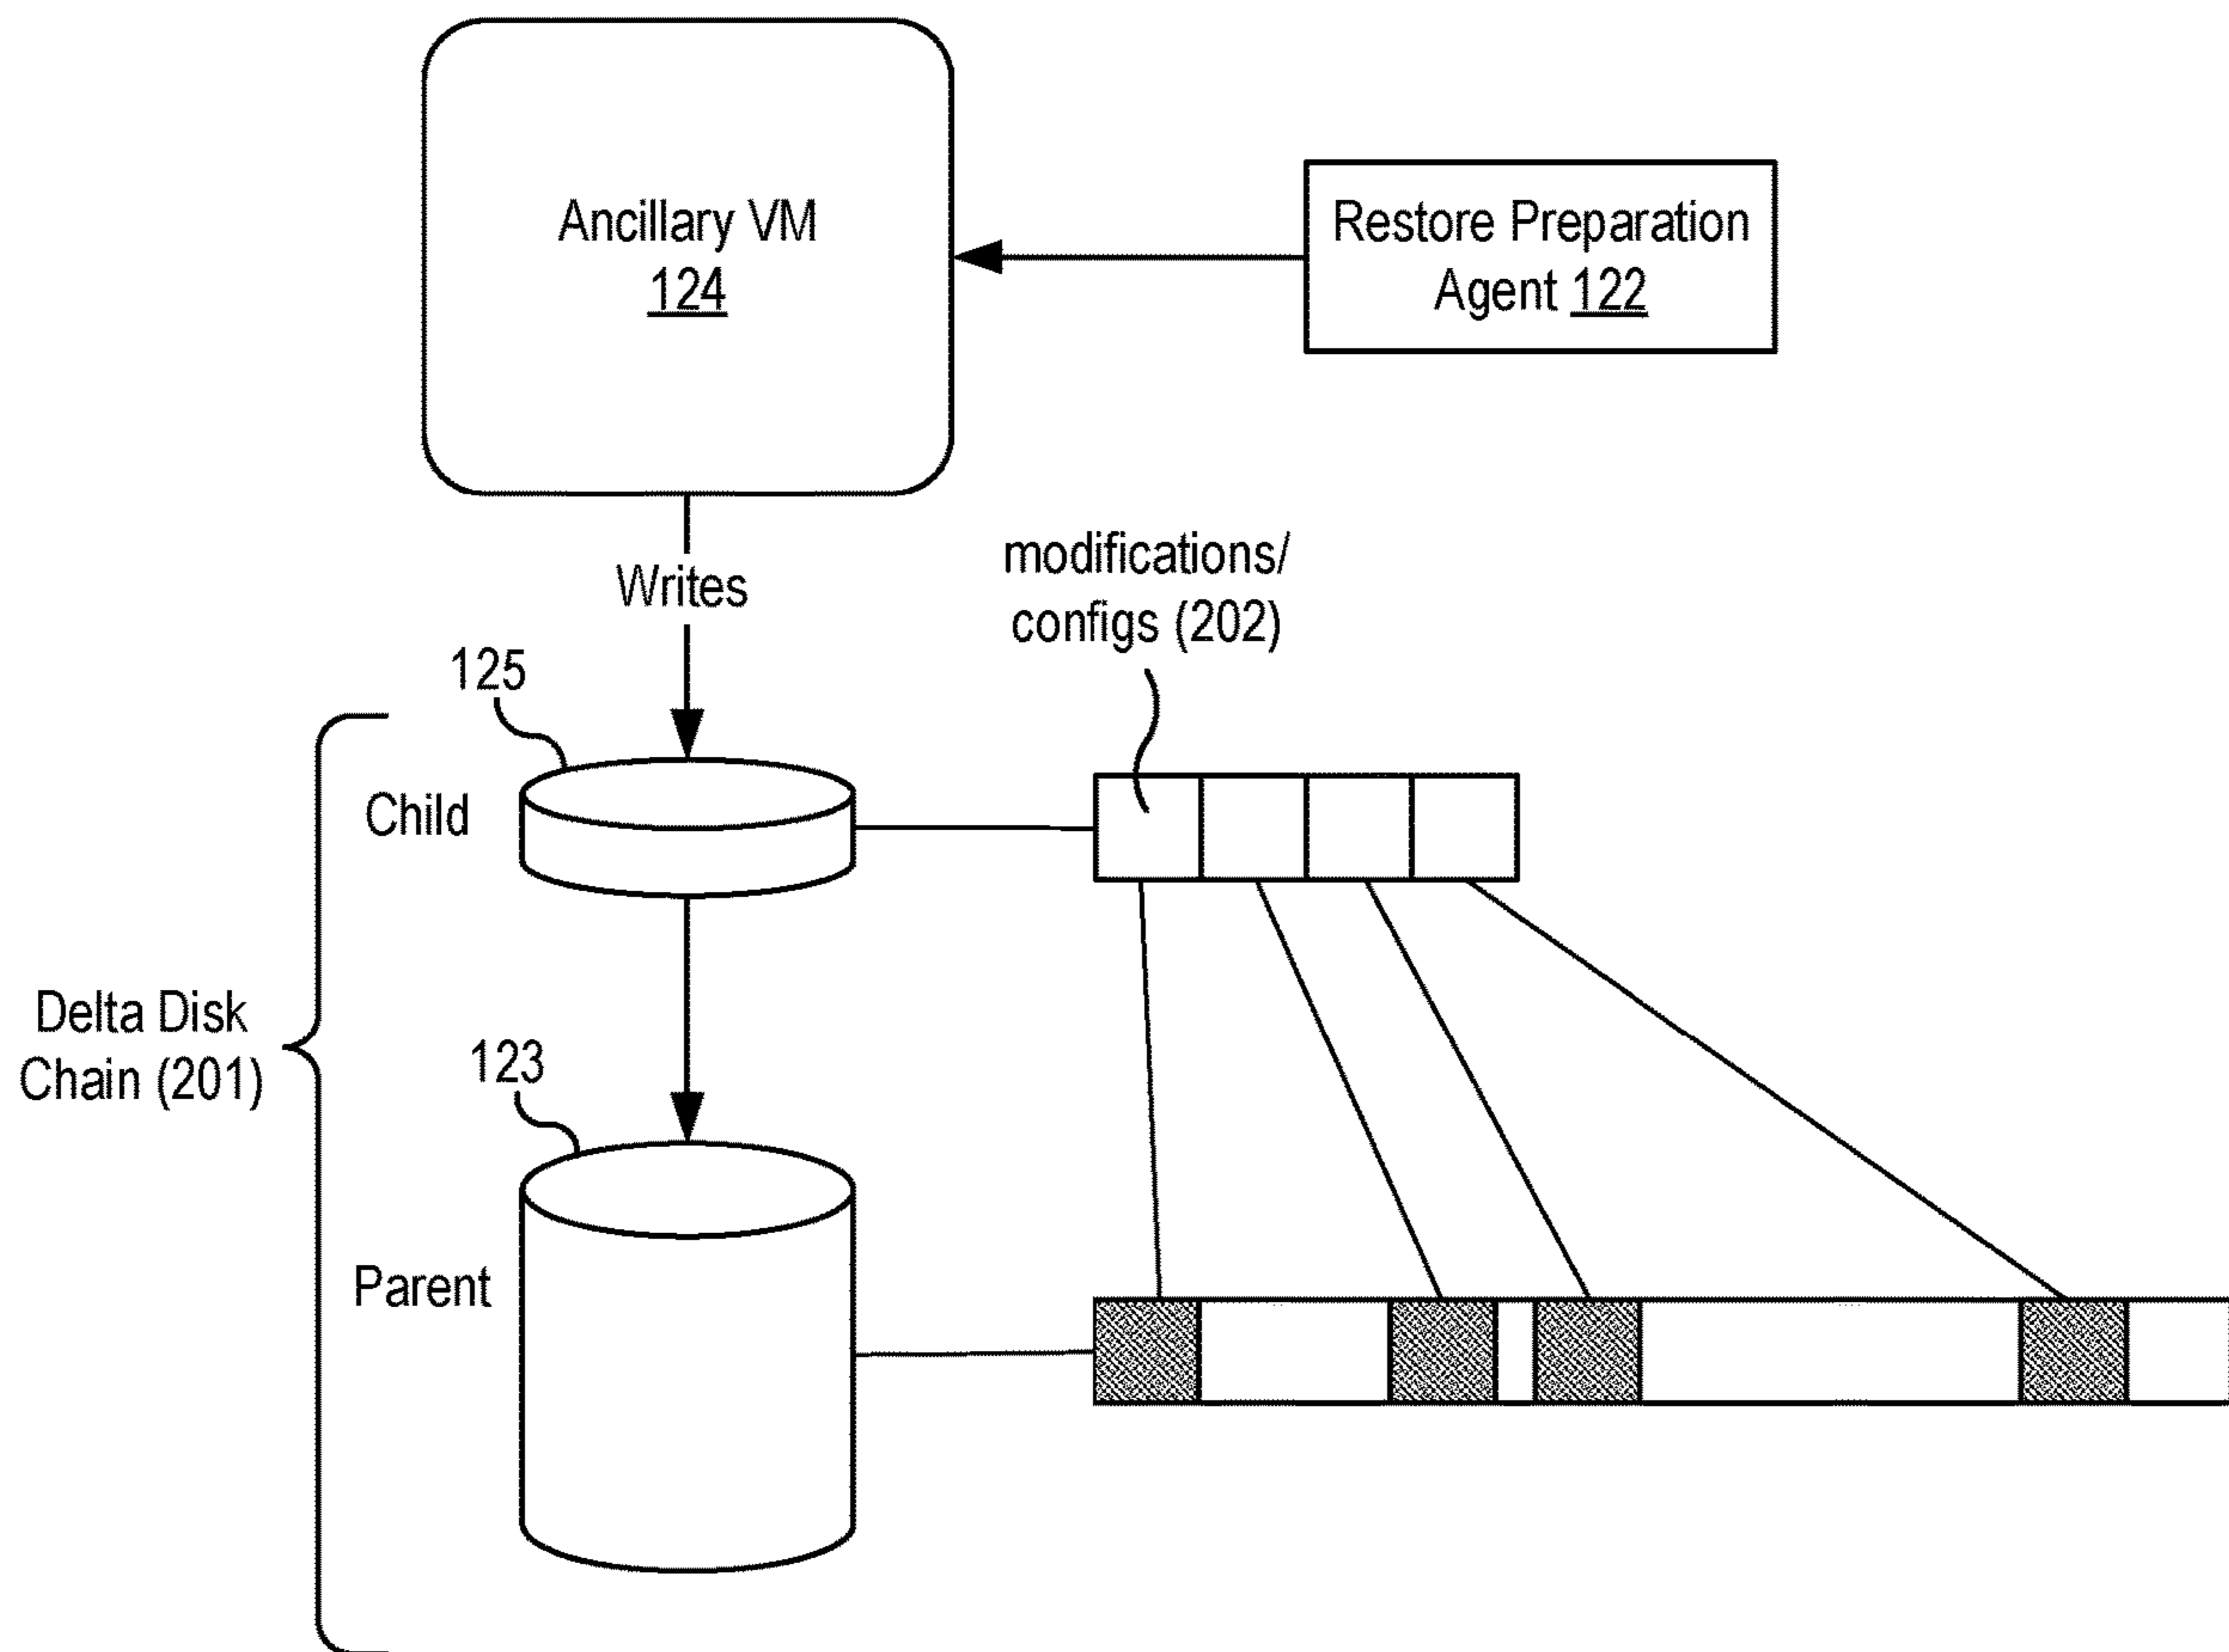 Ancillary VM
124
Restore Preparation
Agent 122
Writes
modifications/
configs (202)
125
Child
Delta Disk
Chain (201)
123
Parent